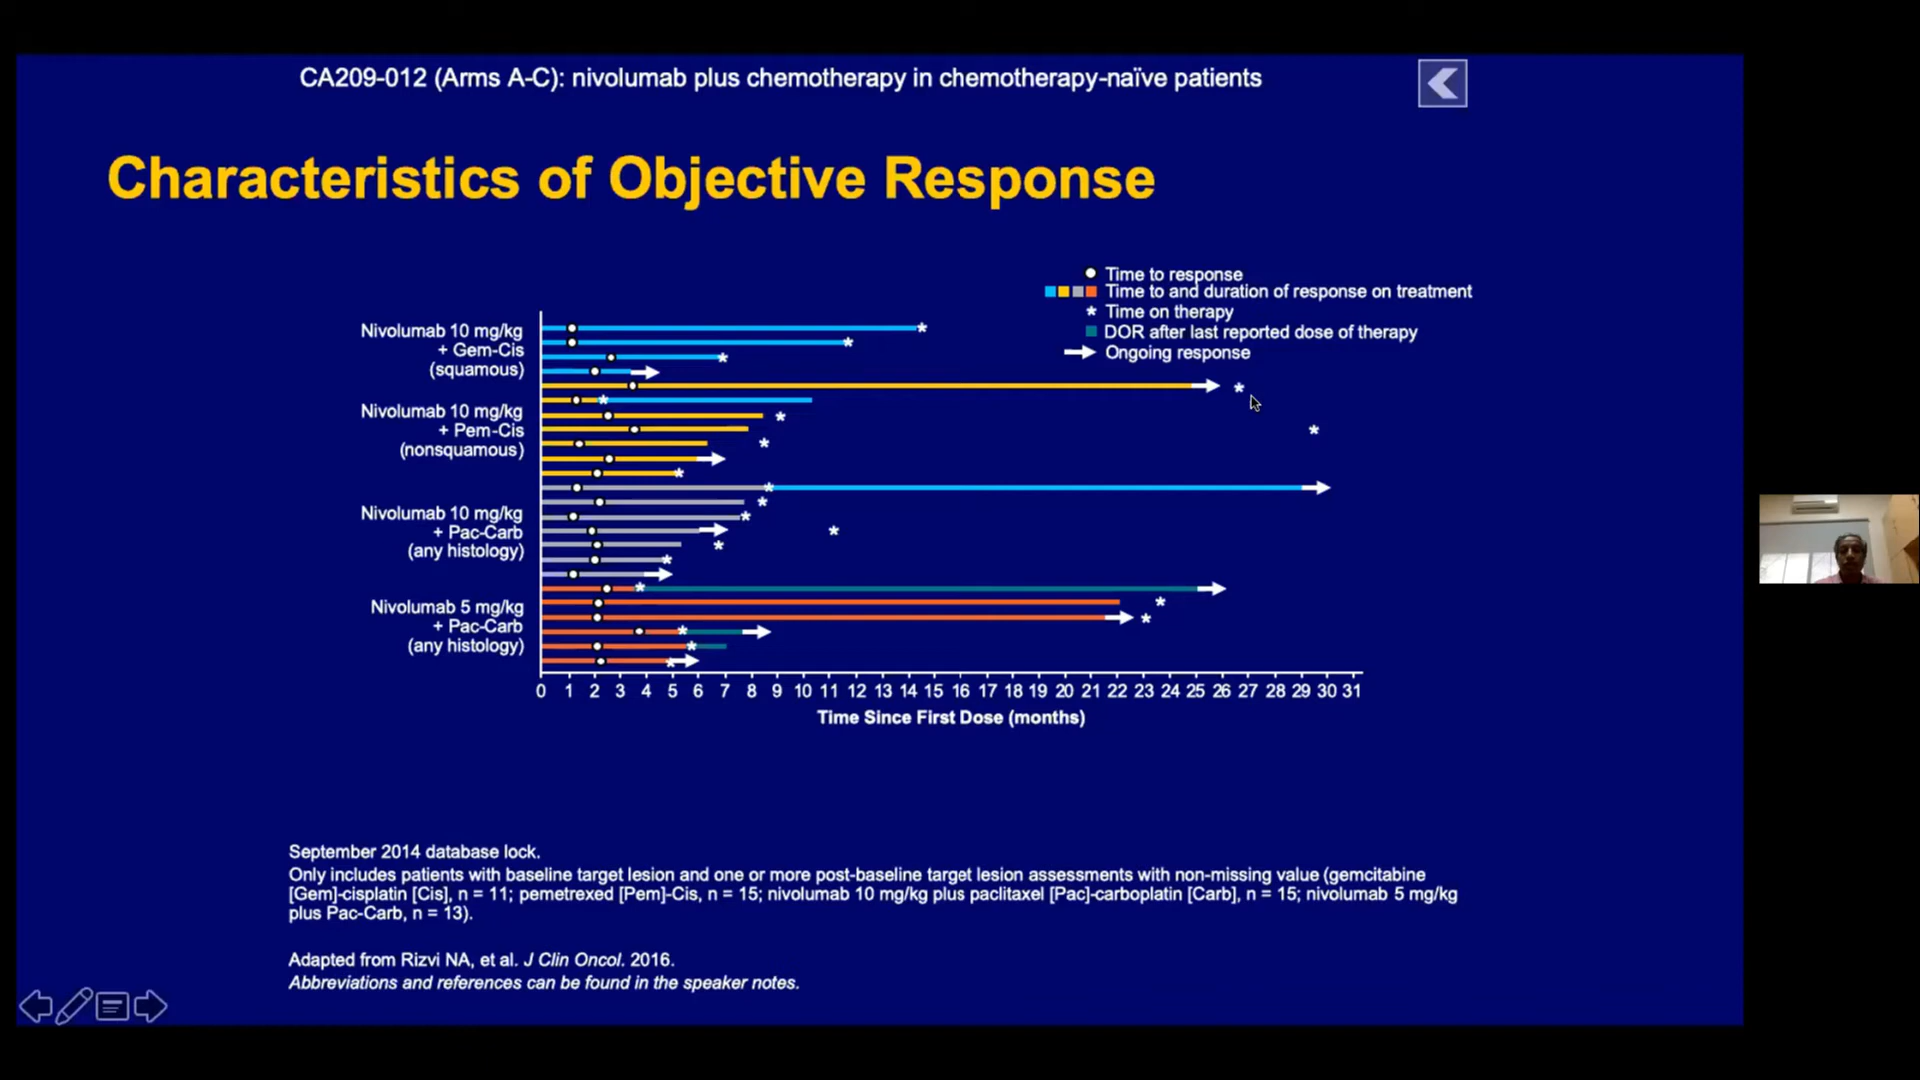 CA209-012 (Arms A-C): nivolumab plus chemotherapy in chemotherapy-naïve patients
Characteristics of Objective Response
Time to response
Time to and duration of response on treatment
* Time on therapy
DOR after last reported dose of therapy
Ongoing response
Nivolumab 10 mg/kg
+ Gem-Cis
(squamous)
Nivolumab 10 mg/kg
+ Pem-Cis
(nonsquamous)
Nivolumab 10 mg/kg
+ Pac-Carb
(any histology)
Nivolumab 5 mg/kg
+ Pac-Carb
(any histology)
0 1 2 3 4 5 6 7 8 9 10 11 12 13 14 15 16 17 18 19 20 21 22 23 24 25 26 27 28 29 30 31
Time Since First Dose (months)
September 2014 database lock.
Only includes patients with baseline target lesion and one or more post-baseline target lesion assessments with non-missing value (gemcitabine
[Gem]-cisplatin [Cis], n = 11; pemetrexed [Pem]-Cis, n = 15; nivolumab 10 mg/kg plus paclitaxel [Pac]-carboplatin [Carb], n = 15; nivolumab 5 mg/kg
plus Pac-Carb, n = 13).
Adapted from Rizvi NA, et al. J Clin Oncol. 2016.
Abbreviations and references can be found in the speaker notes.